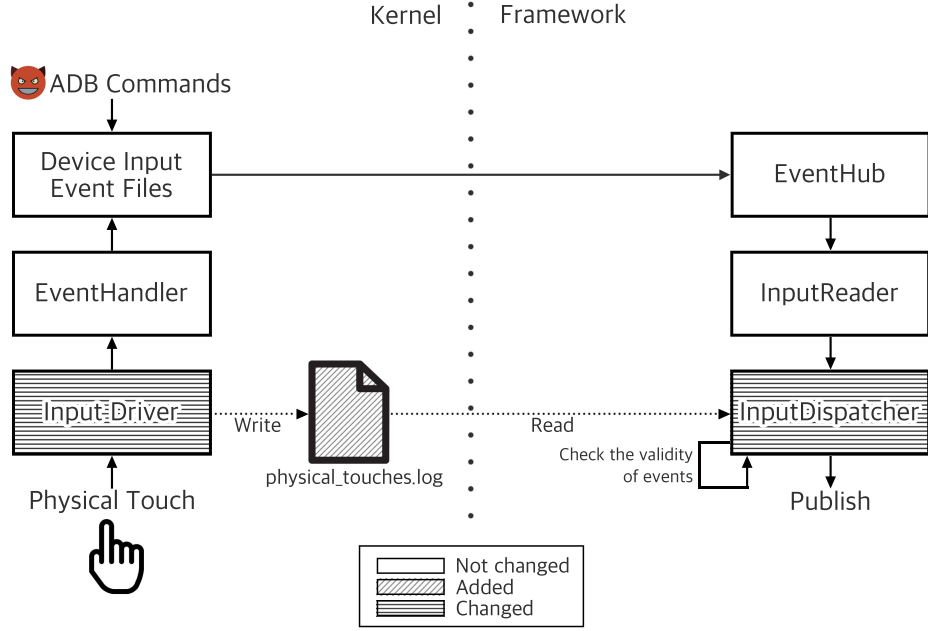 Kernel
Framework
ADB Commands
Device Input
Event Files
EventHub
EventHandler
InputReader
Input Driver
Write
physical_touches.log
Read
InputDispatcher
Check the validity
of events
Physical Touch
Publish
Not changed
Added
Changed